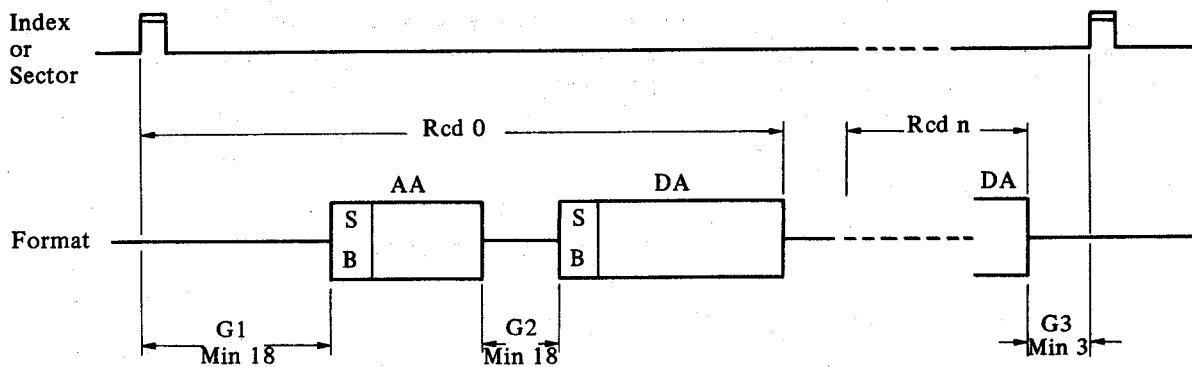 Index
or
Sector
Rcd 0
Rcd n
AA
DA
DA
Format
S
B
S
B
G1
Min 18
G2
Min 18
G3
Min 3